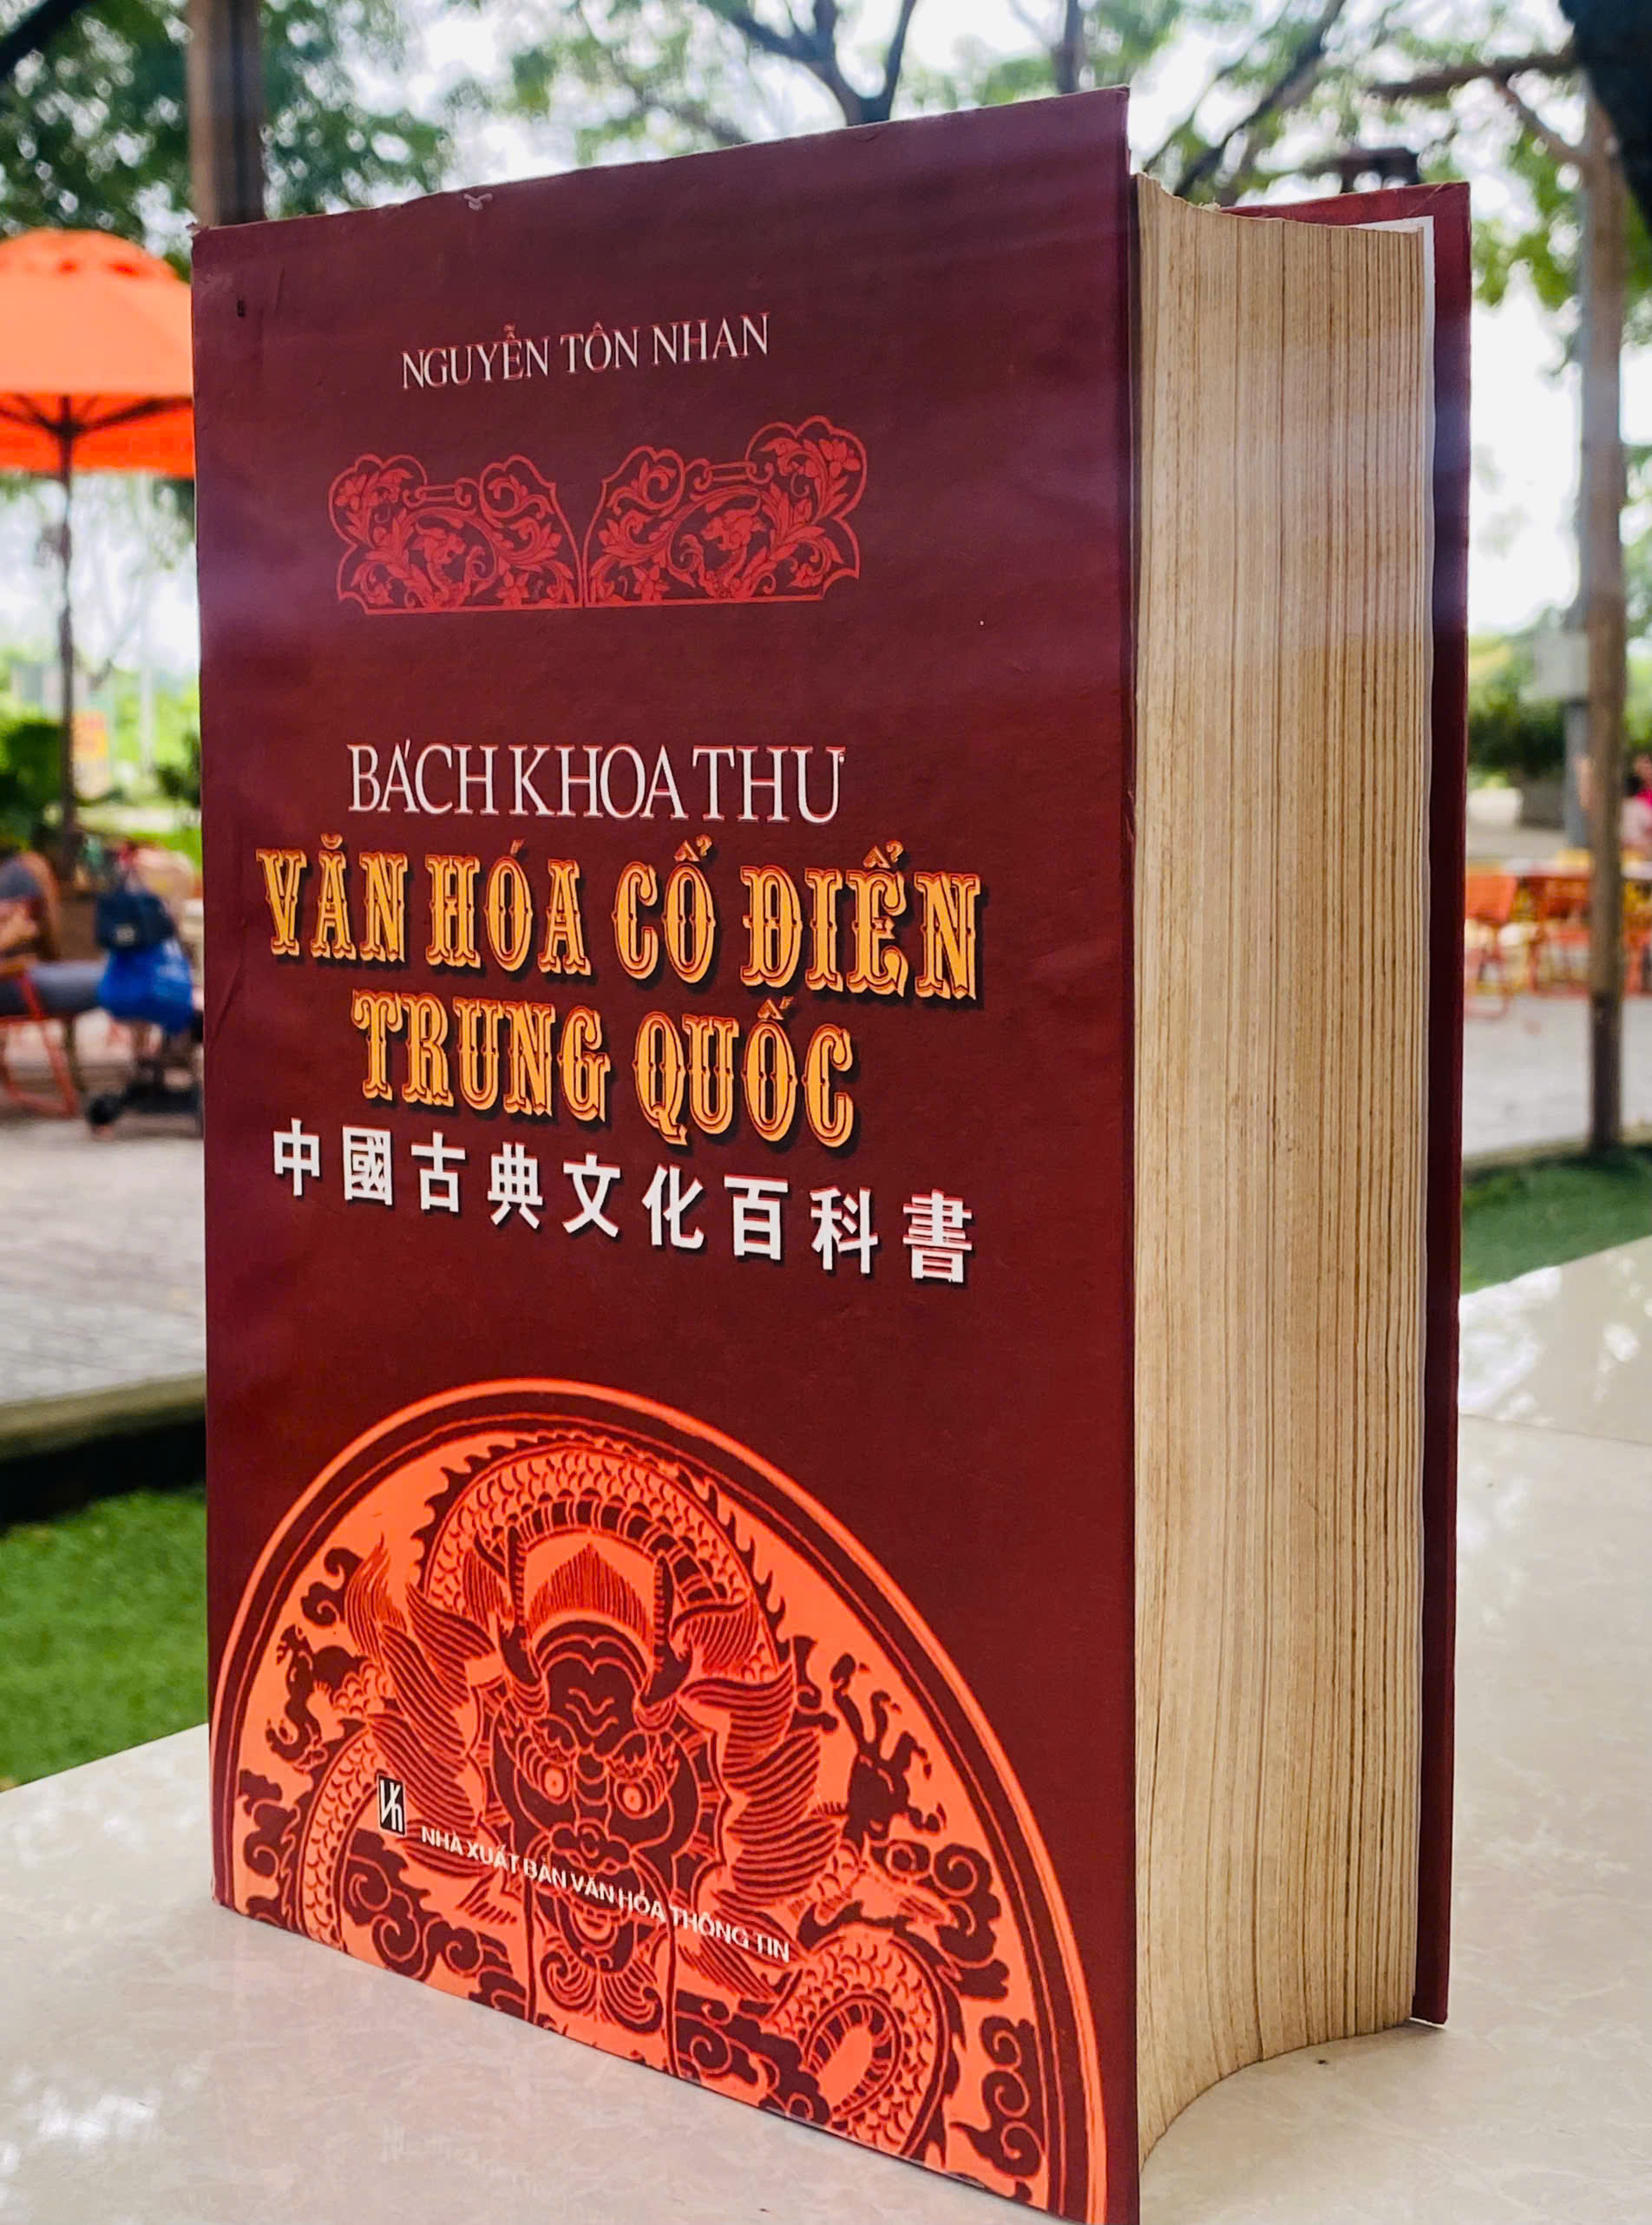 NGUYỄN TÔN NHAN
BÁCH KHOA THƯ
VĂN HÓA CỔ ĐIỂN
TRUNG QUỐC
中國古典文化百科書
VH
NHÀ XUẤT BẢN VĂN HÓA THÔNG TIN